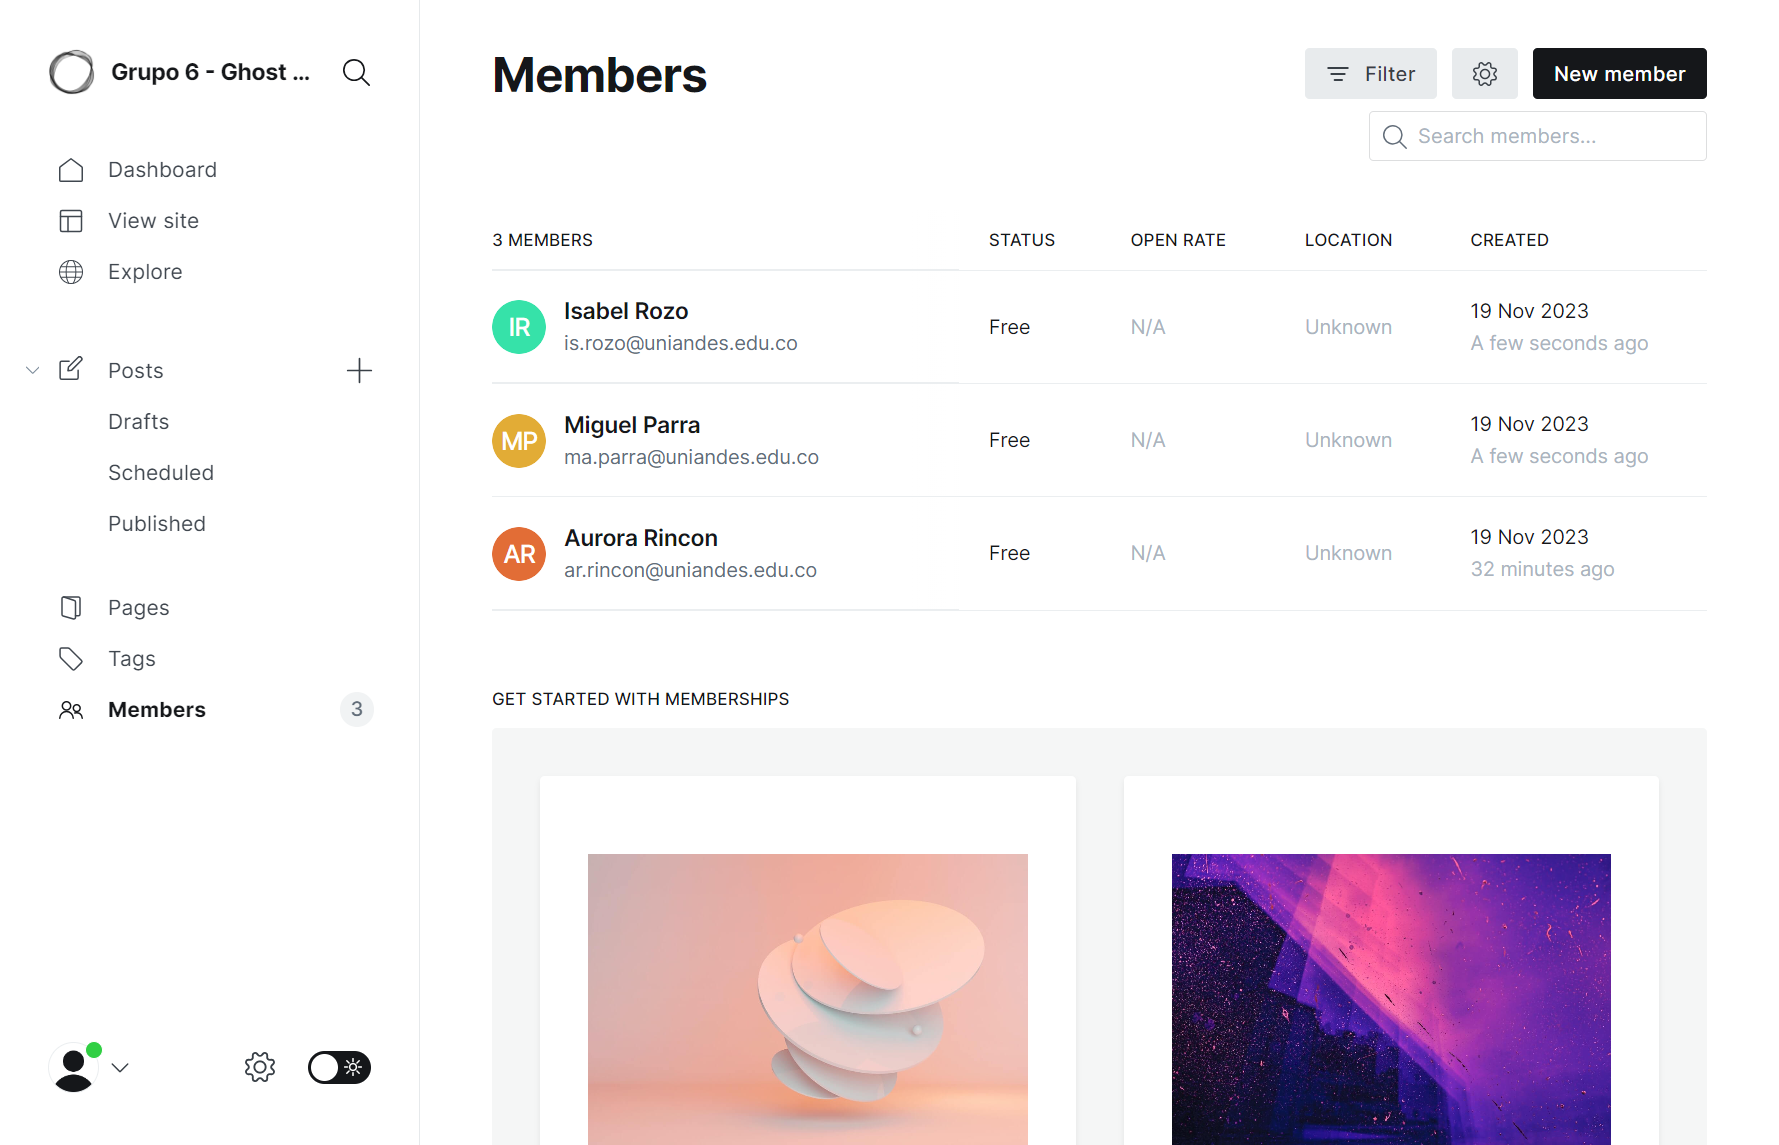 Grupo 6 - Ghost ...
Dashboard
View site
Explore
Posts
Drafts
Scheduled
Published
Pages
Tags
Members
3
Members
Filter
New member
Search members...
3 MEMBERS STATUS OPEN RATE LOCATION CREATED
IR
Isabel Rozo
is.rozo@uniandes.edu.co
Free
N/A
Unknown
19 Nov 2023
A few seconds ago
MP
Miguel Parra
ma.parra@uniandes.edu.co
Free
N/A
Unknown
19 Nov 2023
A few seconds ago
AR
Aurora Rincon
ar.rincon@uniandes.edu.co
Free
N/A
Unknown
19 Nov 2023
32 minutes ago
GET STARTED WITH MEMBERSHIPS